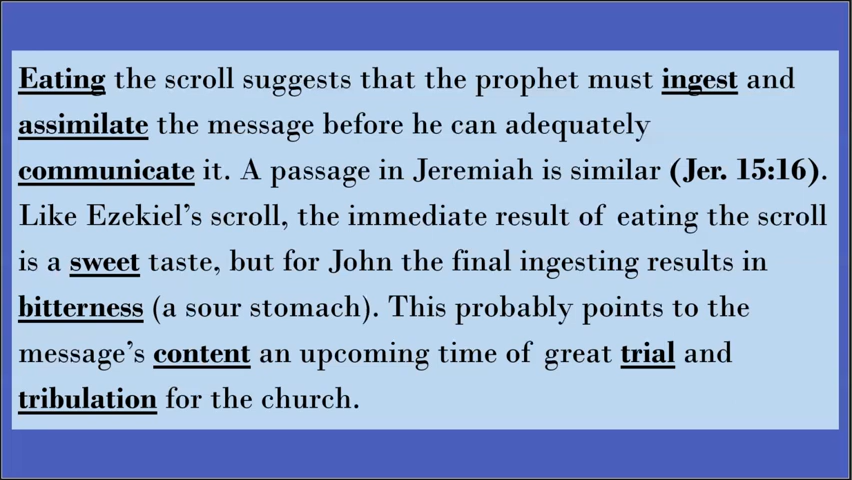 Eating the scroll suggests that the prophet must ingest and
assimilate the message before he can adequately
communicate it. A passage in Jeremiah is similar (Jer. 15:16).
Like Ezekiel’s scroll, the immediate result of eating the scroll
is a sweet taste, but for John the final ingesting results in
bitterness (a sour stomach). This probably points to the
message’s content an upcoming time of great trial and
tribulation for the church.